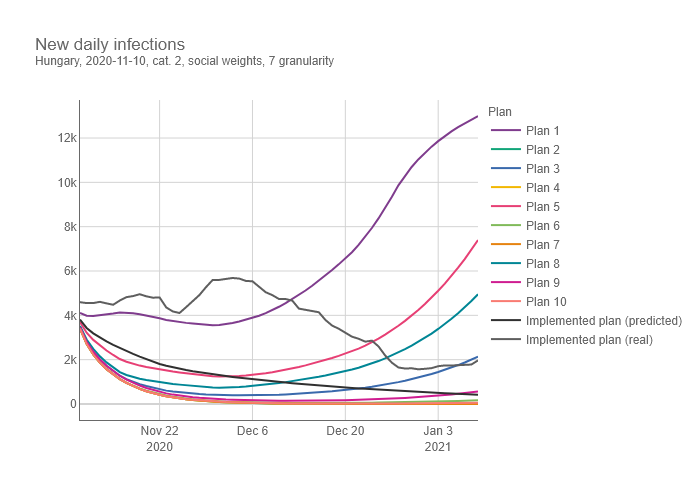 New daily infections
Hungary, 2020-11-10, cat. 2, social weights, 7 granularity
Plan
12k
10k
8k
6k
4k
2k
0
Nov 22
2020
Dec 6
Dec 20
Jan 3
2021
Plan 1
Plan 2
Plan 3
Plan 4
Plan 5
Plan 6
Plan 7
Plan 8
Plan 9
Plan 10
Implemented plan (predicted)
Implemented plan (real)